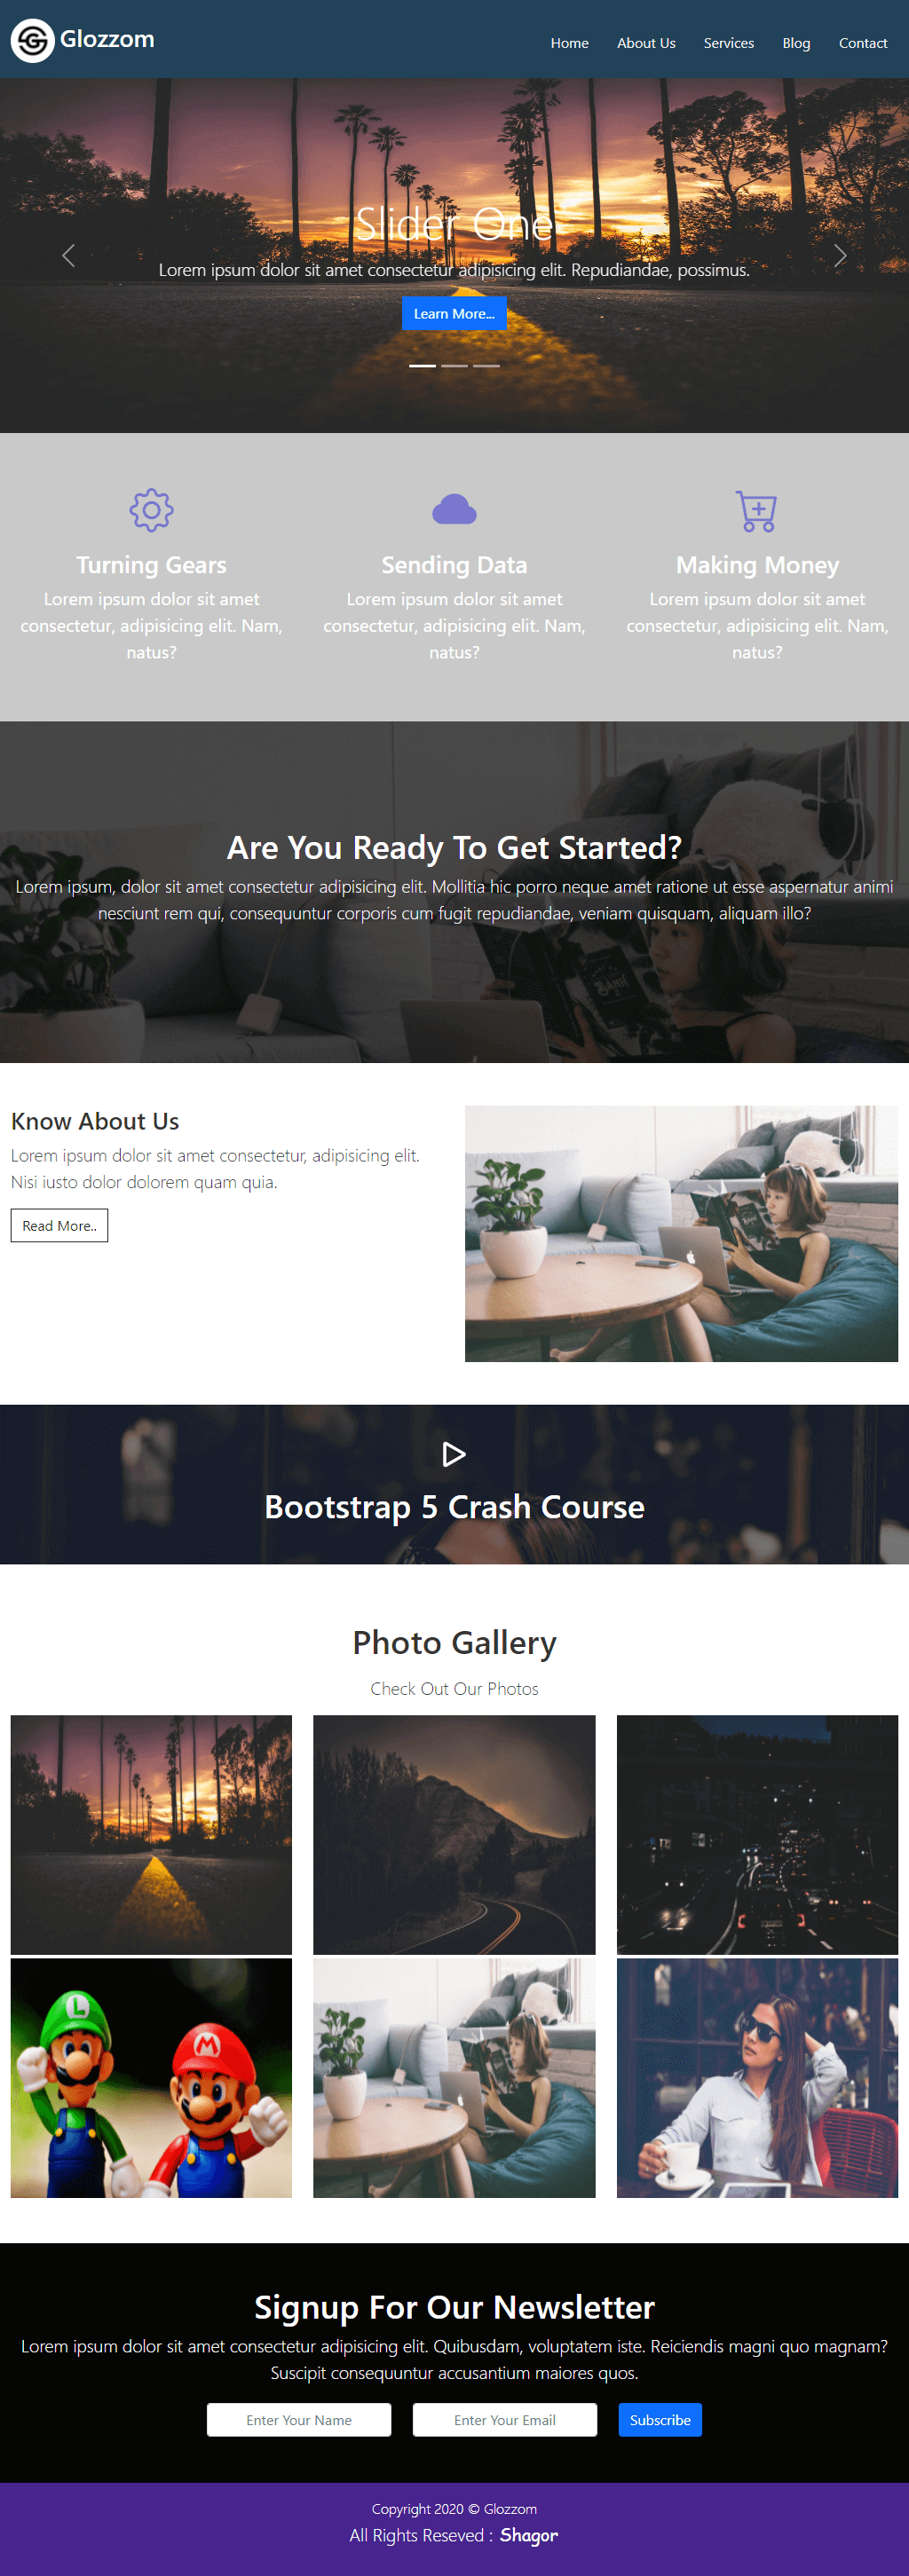 Glozzom
Home About Us Services Blog Contact
Slider One
Lorem ipsum dolor sit amet consectetur adipisicing elit. Repudiandae, possimus.
Learn More...
Turning Gears
Lorem ipsum dolor sit amet
consectetur, adipisicing elit. Nam,
natus?
Sending Data
Lorem ipsum dolor sit amet
consectetur, adipisicing elit. Nam,
natus?
Making Money
Lorem ipsum dolor sit amet
consectetur, adipisicing elit. Nam,
natus?
Are You Ready To Get Started?
Lorem ipsum, dolor sit amet consectetur adipisicing elit. Mollitia hic porro neque amet ratione ut esse aspernatur animi
nesciunt rem qui, consequuntur corporis cum fugit repudiandae, veniam quisquam, aliquam illo?
Know About Us
Lorem ipsum dolor sit amet consectetur, adipisicing elit.
Nisi iusto dolor dolorem quam quia.
Read More..
Bootstrap 5 Crash Course
Photo Gallery
Check Out Our Photos
L
M
Signup For Our Newsletter
Lorem ipsum dolor sit amet consectetur adipisicing elit. Quibusdam, voluptatem iste. Reiciendis magni quo magnam?
Suscipit consequuntur accusantium maiores quos.
Enter Your Name Enter Your Email Subscribe
Copyright 2020 © Glozzom
All Rights Reseved : Shagor